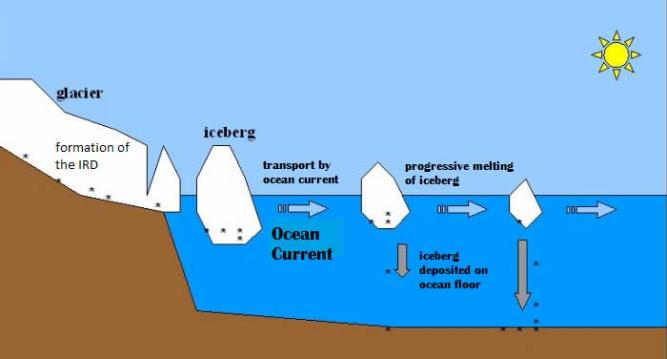 glacier
formation of
the IRD
iceberg
transport by
ocean current
progressive melting
of iceberg
Ocean
Current
iceberg
deposited on
ocean floor